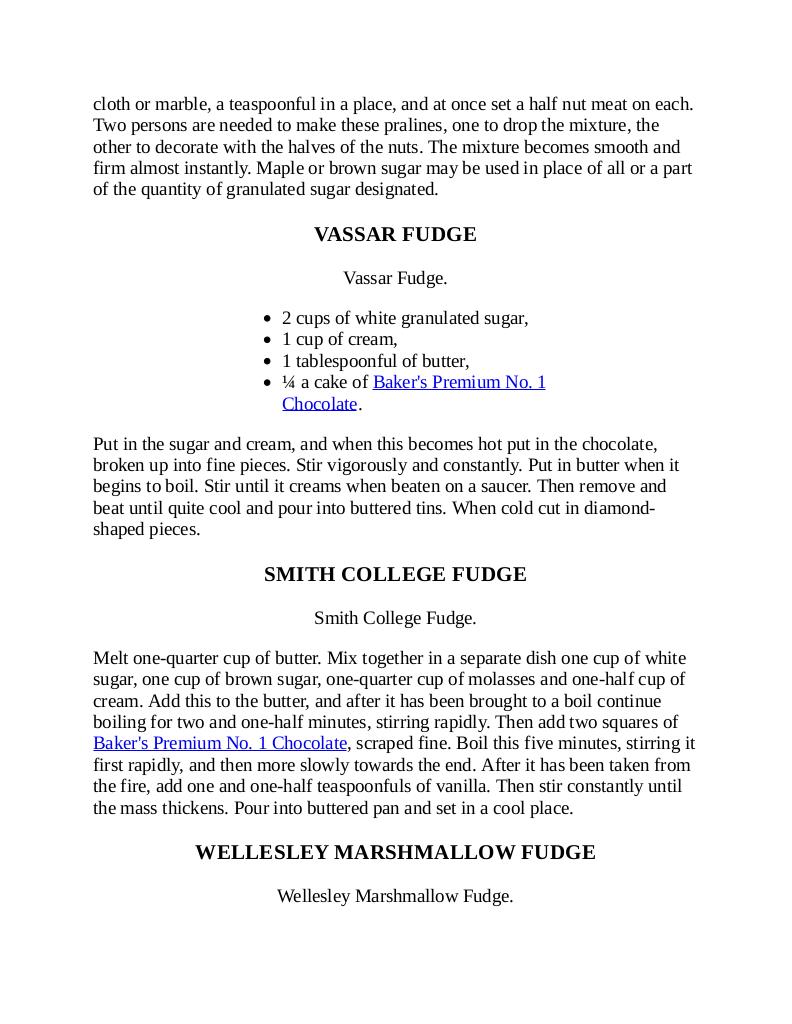 cloth or marble, a teaspoonful in a place, and at once set a half nut meat on each.
Two persons are needed to make these pralines, one to drop the mixture, the
other to decorate with the halves of the nuts. The mixture becomes smooth and
firm almost instantly. Maple or brown sugar may be used in place of all or a part
of the quantity of granulated sugar designated.
VASSAR FUDGE
Vassar Fudge.
• 2 cups of white granulated sugar,
• 1 cup of cream,
• 1 tablespoonful of butter,
• ¼ a cake of Baker's Premium No. 1
Chocolate.
Put in the sugar and cream, and when this becomes hot put in the chocolate,
broken up into fine pieces. Stir vigorously and constantly. Put in butter when it
begins to boil. Stir until it creams when beaten on a saucer. Then remove and
beat until quite cool and pour into buttered tins. When cold cut in diamond-
shaped pieces.
SMITH COLLEGE FUDGE
Smith College Fudge.
Melt one-quarter cup of butter. Mix together in a separate dish one cup of white
sugar, one cup of brown sugar, one-quarter cup of molasses and one-half cup of
cream. Add this to the butter, and after it has been brought to a boil continue
boiling for two and one-half minutes, stirring rapidly. Then add two squares of
Baker's Premium No. 1 Chocolate, scraped fine. Boil this five minutes, stirring it
first rapidly, and then more slowly towards the end. After it has been taken from
the fire, add one and one-half teaspoonfuls of vanilla. Then stir constantly until
the mass thickens. Pour into buttered pan and set in a cool place.
WELLESLEY MARSHMALLOW FUDGE
Wellesley Marshmallow Fudge.